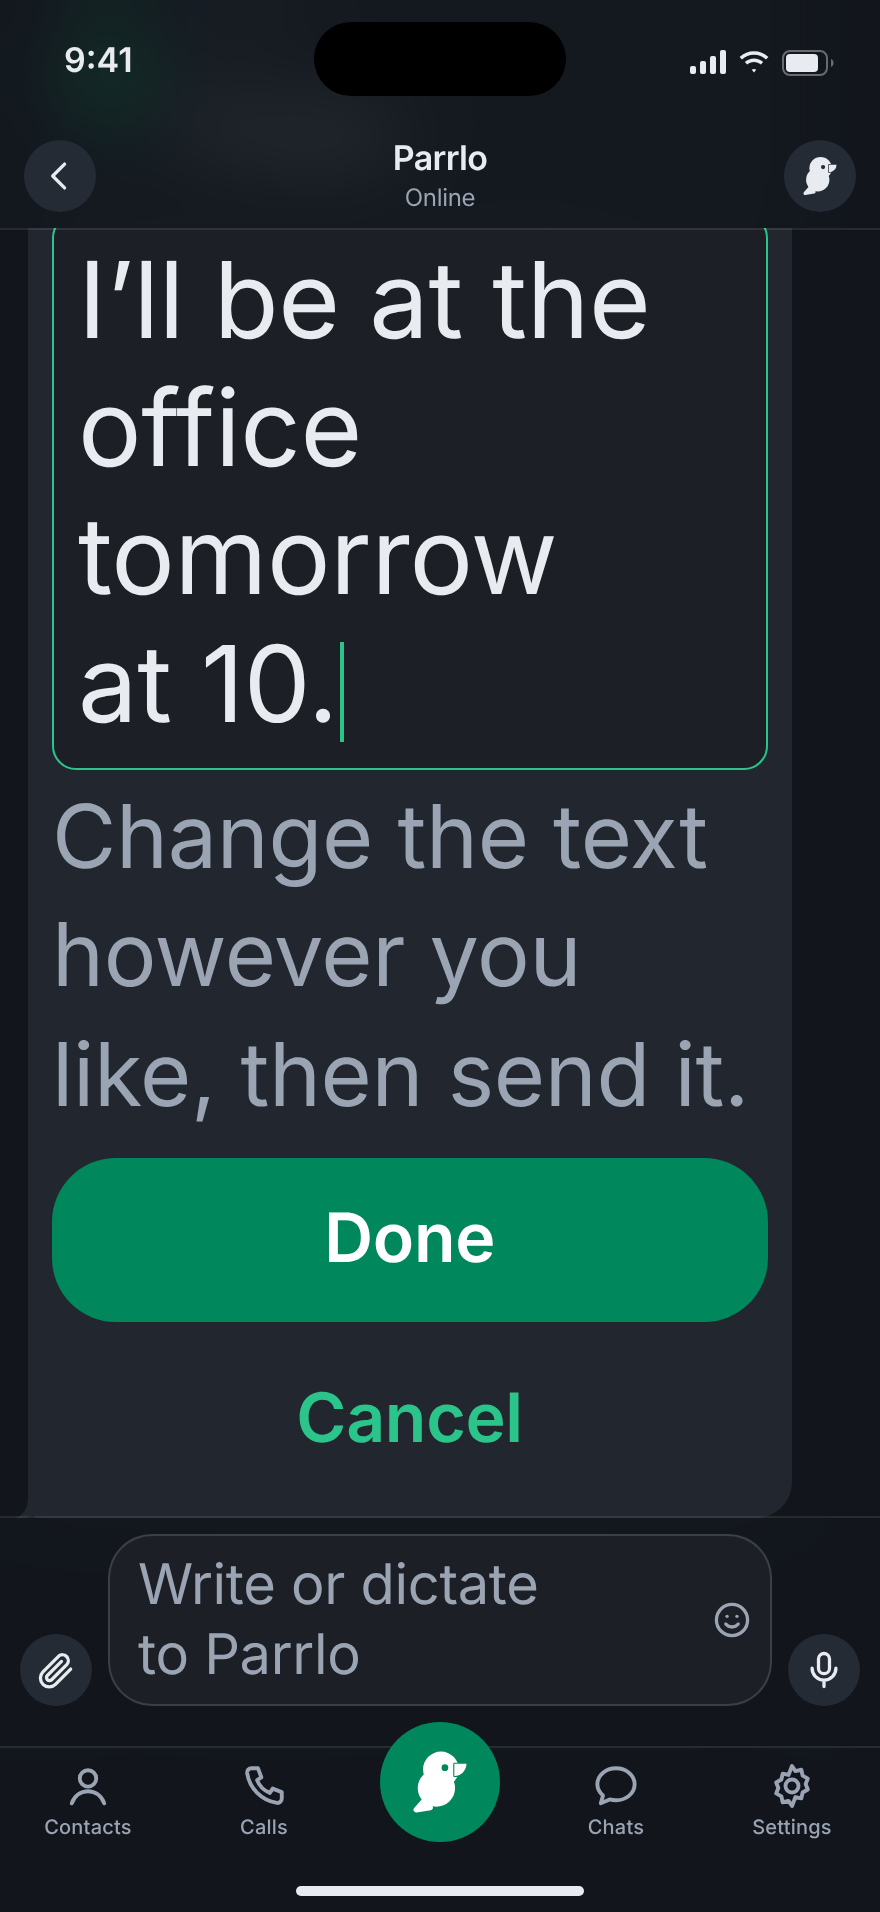 9:41
Parrlo
Online
I’ll be at the
office
tomorrow
at 10.
Change the text
however you
like, then send it.
Done
Cancel
Write or dictate
to Parrlo
Contacts
Calls
Chats
Settings